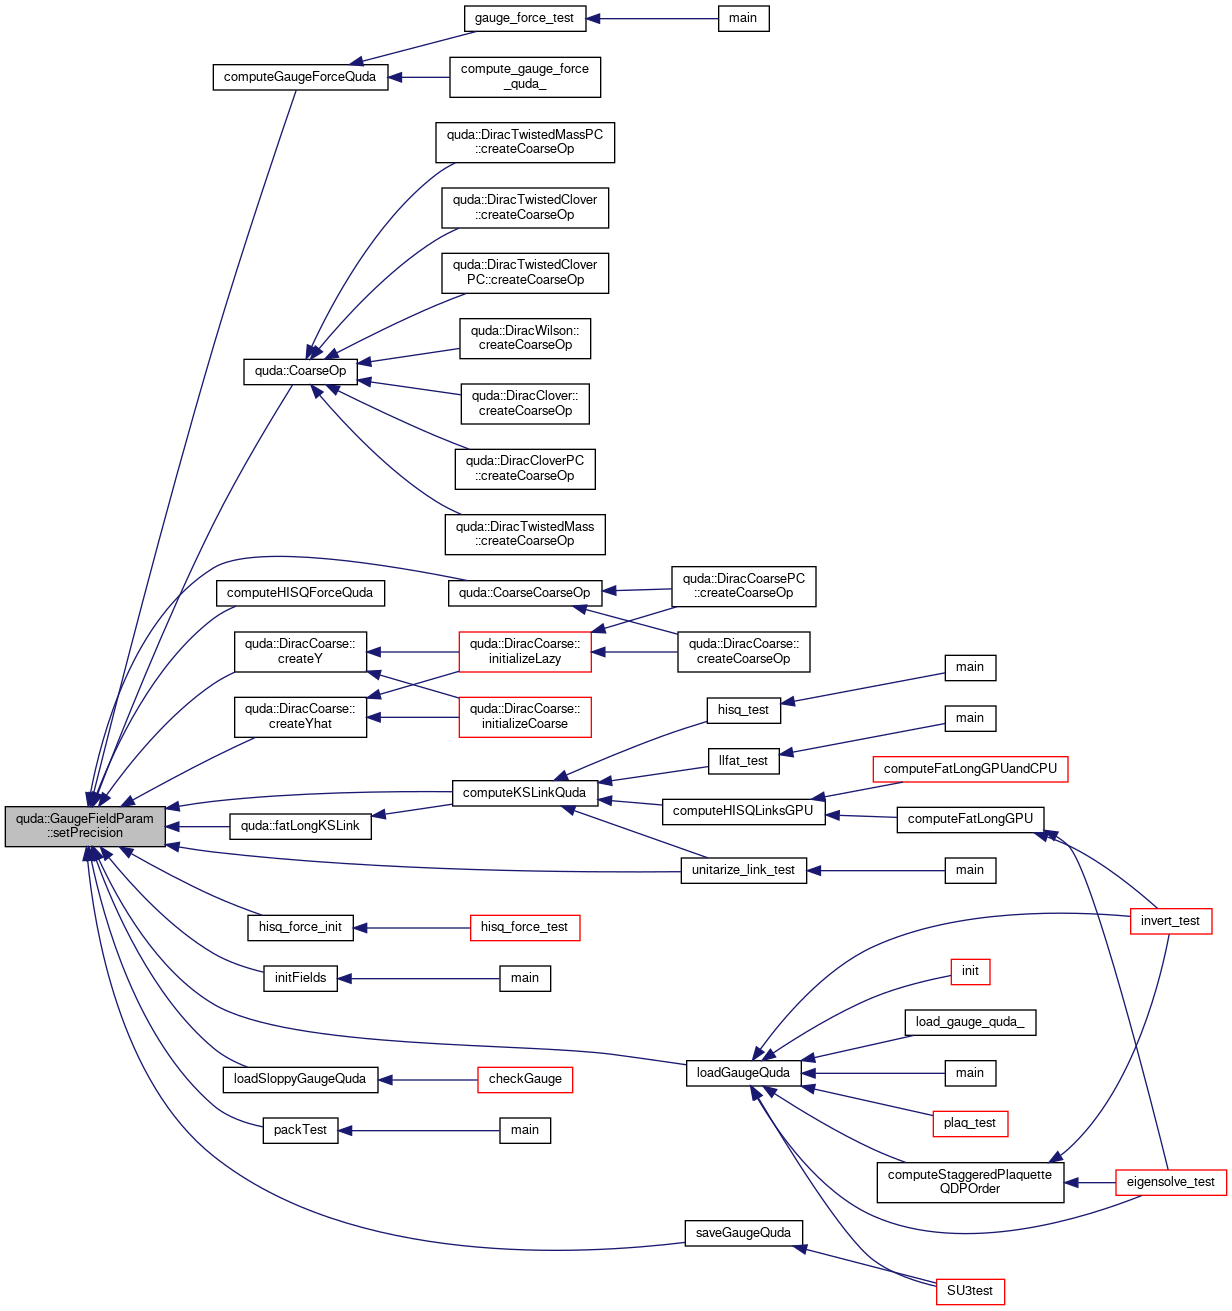 gauge_force_test
main
computeGaugeForceQuda
compute_gauge_force
_quda_
quda::DiracTwistedMassPC
::createCoarseOp
quda::DiracTwistedClover
::createCoarseOp
quda::DiracTwistedClover
PC::createCoarseOp
quda::DiracWilson::
createCoarseOp
quda::CoarseOp
quda::DiracClover::
createCoarseOp
quda::DiracCloverPC
::createCoarseOp
quda::DiracTwistedMass
::createCoarseOp
quda::CoarseCoarseOp
quda::DiracCoarsePC
::createCoarseOp
computeHISQForceQuda
quda::DiracCoarse::
createY
quda::DiracCoarse::
initializeLazy
quda::DiracCoarse::
createCoarseOp
quda::DiracCoarse::
createYhat
quda::DiracCoarse::
initializeCoarse
hisq_test
main
llfat_test
main
computeKSLinkQuda
computeFatLongGPUandCPU
computeHISQLinksGPU
computeFatLongGPU
quda::GaugeFieldParam
::setPrecision
quda::fatLongKSLink
unitarize_link_test
main
hisq_force_init
hisq_force_test
invert_test
initFields
main
init
load_gauge_quda_
loadSloppyGaugeQuda
checkGauge
loadGaugeQuda
main
packTest
main
plaq_test
computeStaggeredPlaquette
QDPOrder
eigensolve_test
saveGaugeQuda
SU3test